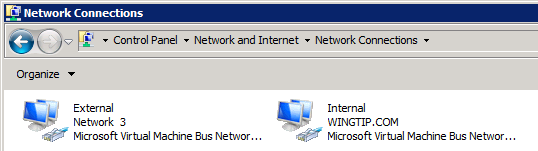 Network Connections
Control Panel Network and Internet Network Connections
Organize
External
Network 3
Microsoft Virtual Machine Bus Networ...
Internal
WINGTIP.COM
Microsoft Virtual Machine Bus Networ...